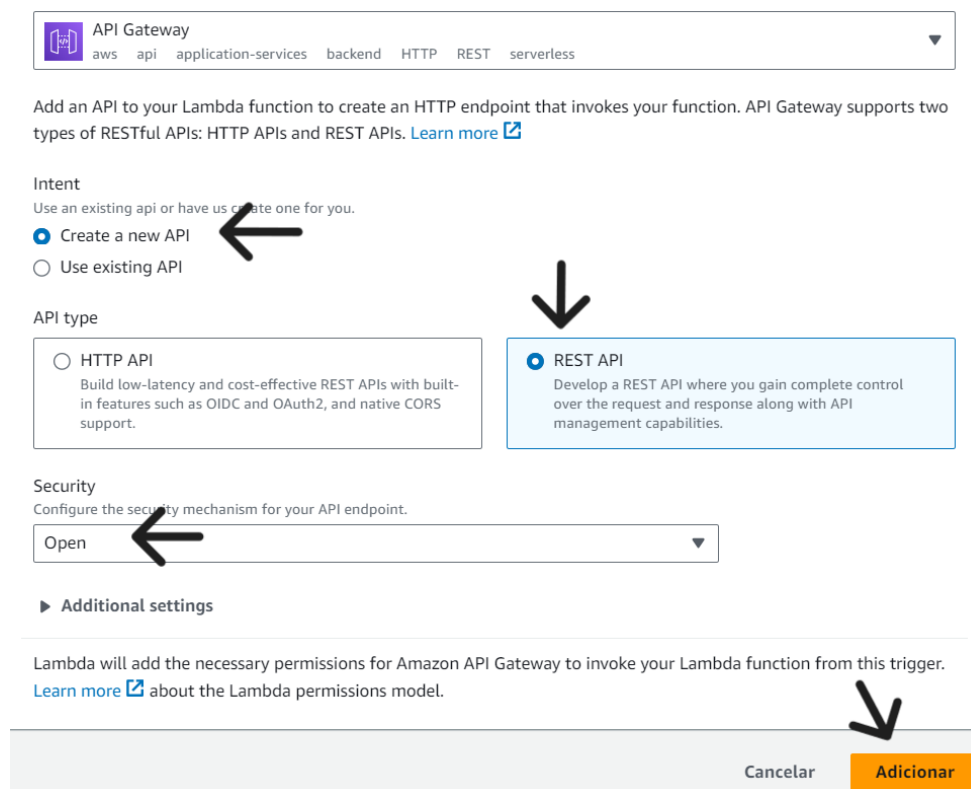 API Gateway
aws api application-services backend HTTP REST serverless
Add an API to your Lambda function to create an HTTP endpoint that invokes your function. API Gateway supports two
types of RESTful APIs: HTTP APIs and REST APIs. Learn more
Intent
Use an existing api or have us create one for you.
Create a new API
Use existing API
API type
HTTP API
Build low-latency and cost-effective REST APIs with built-
in features such as OIDC and OAuth2, and native CORS
support.
REST API
Develop a REST API where you gain complete control
over the request and response along with API
management capabilities.
Security
Configure the security mechanism for your API endpoint.
Open
Additional settings
Lambda will add the necessary permissions for Amazon API Gateway to invoke your Lambda function from this trigger.
Learn more about the Lambda permissions model.
Cancelar Adicionar